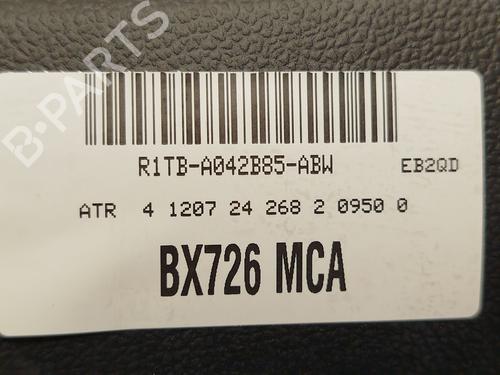 B-PARTS
R1TB-A042B85-ABW EB2QD
ATR 4 1207 24 268 2 0950 0
BX726 MCA